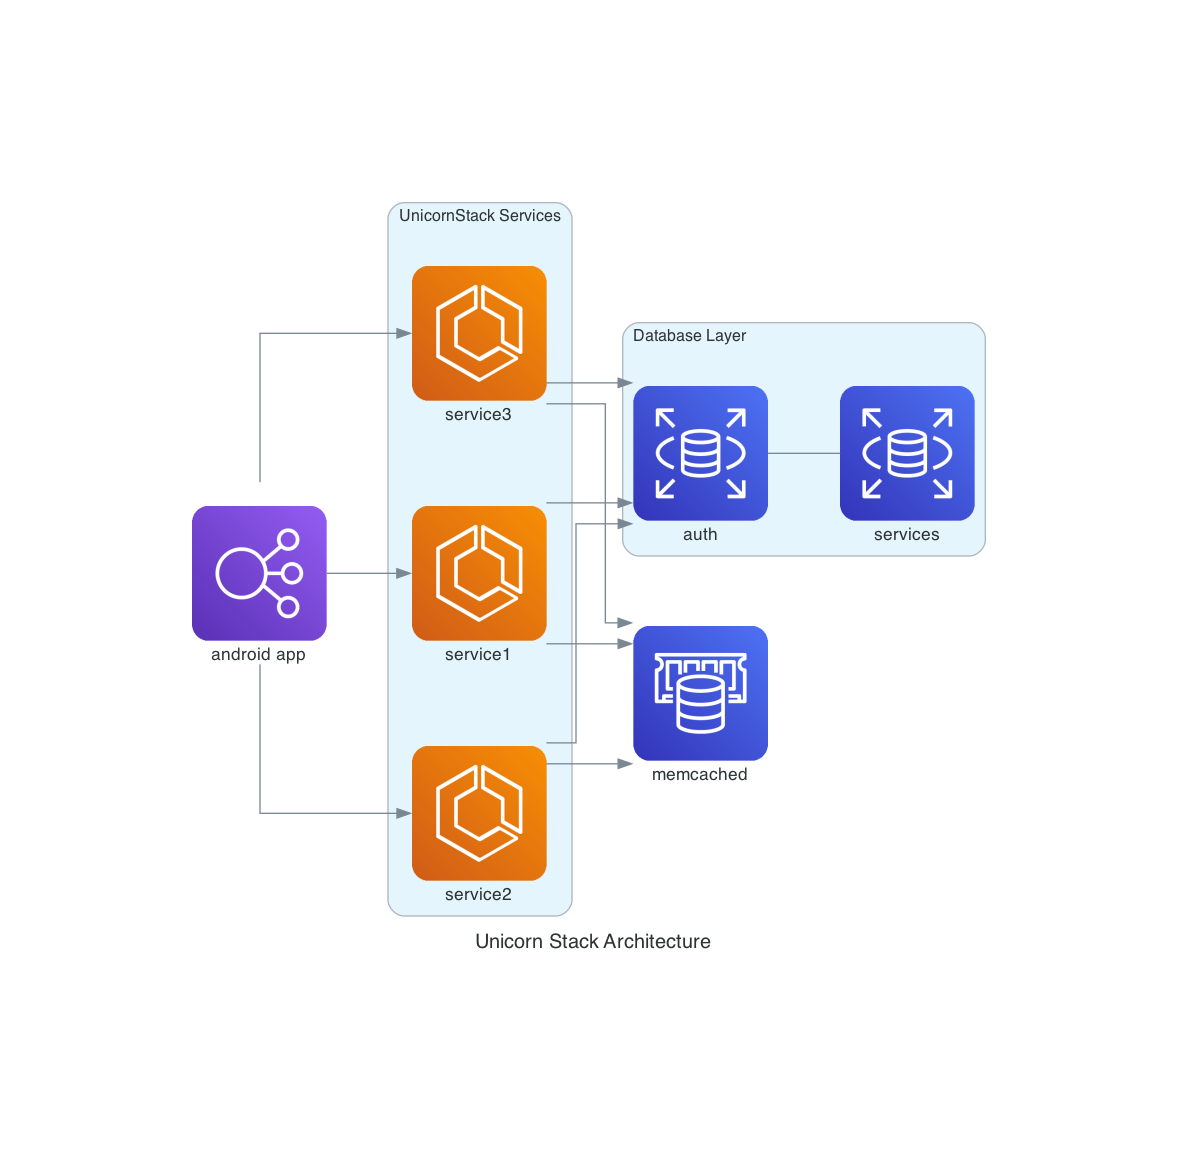 UnicornStack Services
service3
Database Layer
auth
services
android app
service1
memcached
service2
Unicorn Stack Architecture